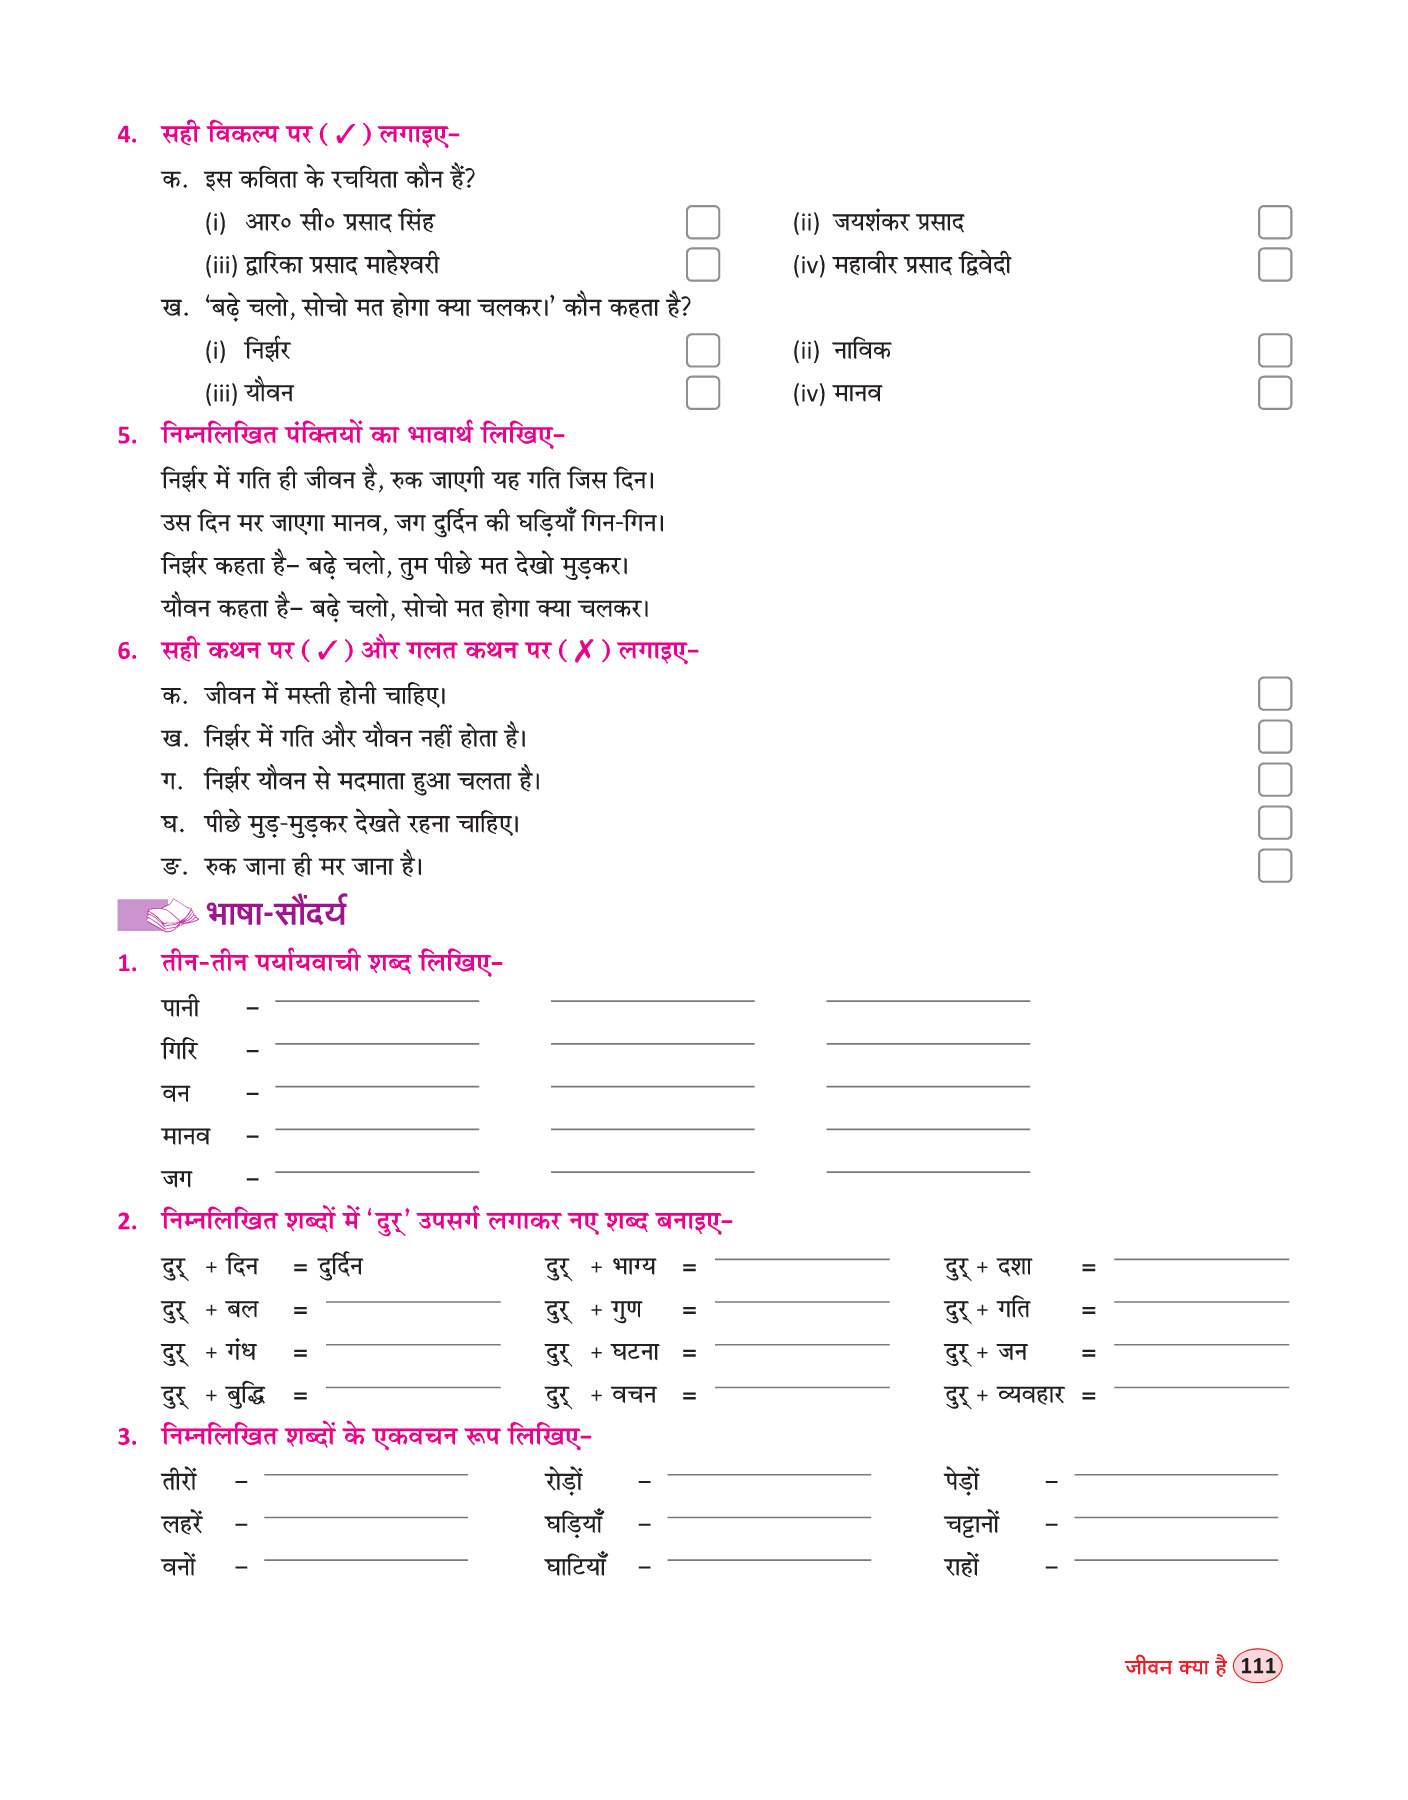 4. सही विकल्प पर ( ✓ ) लगाइए–
क. इस कविता के रचयिता कौन हैं?
(i) आर० सी० प्रसाद सिंह (ii) जयशंकर प्रसाद
(iii) द्वारिका प्रसाद माहेश्वरी (iv) महावीर प्रसाद द्विवेदी
ख. ‘बढ़े चलो, सोचो मत होगा क्या चलकर।’ कौन कहता है?
(i) निर्झर (ii) नाविक
(iii) यौवन (iv) मानव
5. निम्नलिखित पंक्तियों का भावार्थ लिखिए–
निर्झर में गति ही जीवन है, रुक जाएगी यह गति जिस दिन।
उस दिन मर जाएगा मानव, जग दुर्दिन की घड़ियाँ गिन-गिन।
निर्झर कहता है– बढ़े चलो, तुम पीछे मत देखो मुड़कर।
यौवन कहता है– बढ़े चलो, सोचो मत होगा क्या चलकर।
6. सही कथन पर ( ✓ ) और गलत कथन पर ( ✗ ) लगाइए–
क. जीवन में मस्ती होनी चाहिए।
ख. निर्झर में गति और यौवन नहीं होता है।
ग. निर्झर यौवन से मदमाता हुआ चलता है।
घ. पीछे मुड़-मुड़कर देखते रहना चाहिए।
ङ. रुक जाना ही मर जाना है।
भाषा-सौंदर्य
1. तीन-तीन पर्यायवाची शब्द लिखिए–
पानी –
गिरि –
वन –
मानव –
जग –
2. निम्नलिखित शब्दों में ‘दुर्’ उपसर्ग लगाकर नए शब्द बनाइए–
दुर् + दिन = दुर्दिन दुर् + भाग्य = दुर् + दशा =
दुर् + बल = दुर् + गुण = दुर् + गति =
दुर् + गंध = दुर् + घटना = दुर् + जन =
दुर् + बुद्धि = दुर् + वचन = दुर् + व्यवहार =
3. निम्नलिखित शब्दों के एकवचन रूप लिखिए–
तीरों – रोड़ों – पेड़ों –
लहरें – घड़ियाँ – चट्टानों –
वनों – घाटियाँ – राहों –
जीवन क्या है 111